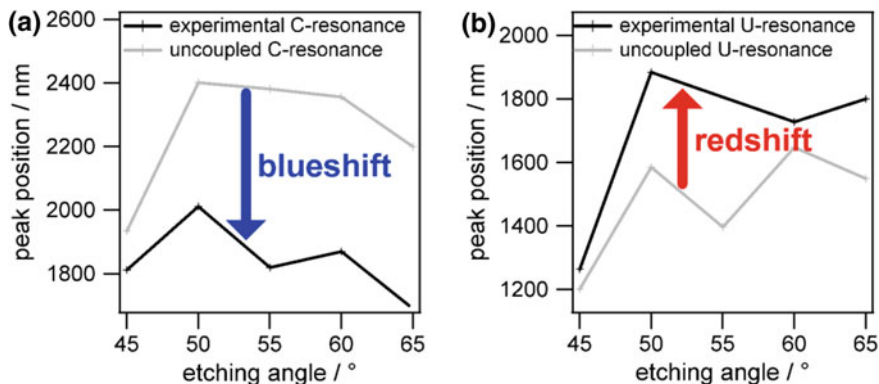 (a)
experimental C-resonance
uncoupled C-resonance
peak position / nm
2600
2400
2200
2000
1800
blueshift
45 50 55 60 65
etching angle / °
(b)
experimental U-resonance
uncoupled U-resonance
peak position / nm
2000
1800
1600
1400
1200
redshift
45 50 55 60 65
etching angle / °